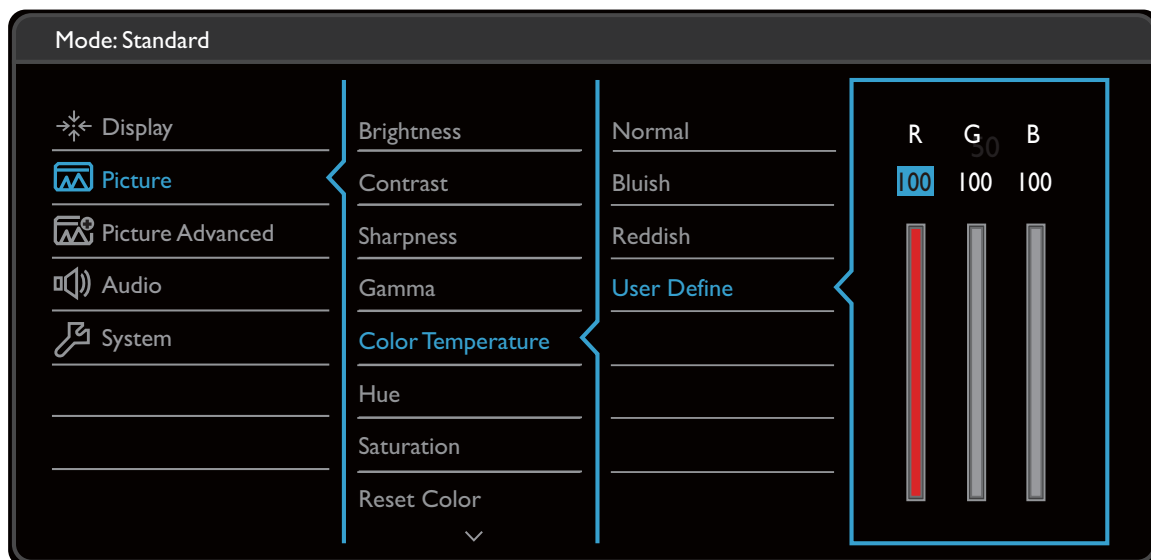 Mode: Standard
Display
Picture
Picture Advanced
Audio
System
Brightness
Contrast
Sharpness
Gamma
Color Temperature
Hue
Saturation
Reset Color
Normal
Bluish
Reddish
User Define
R G B
50
100 100 100